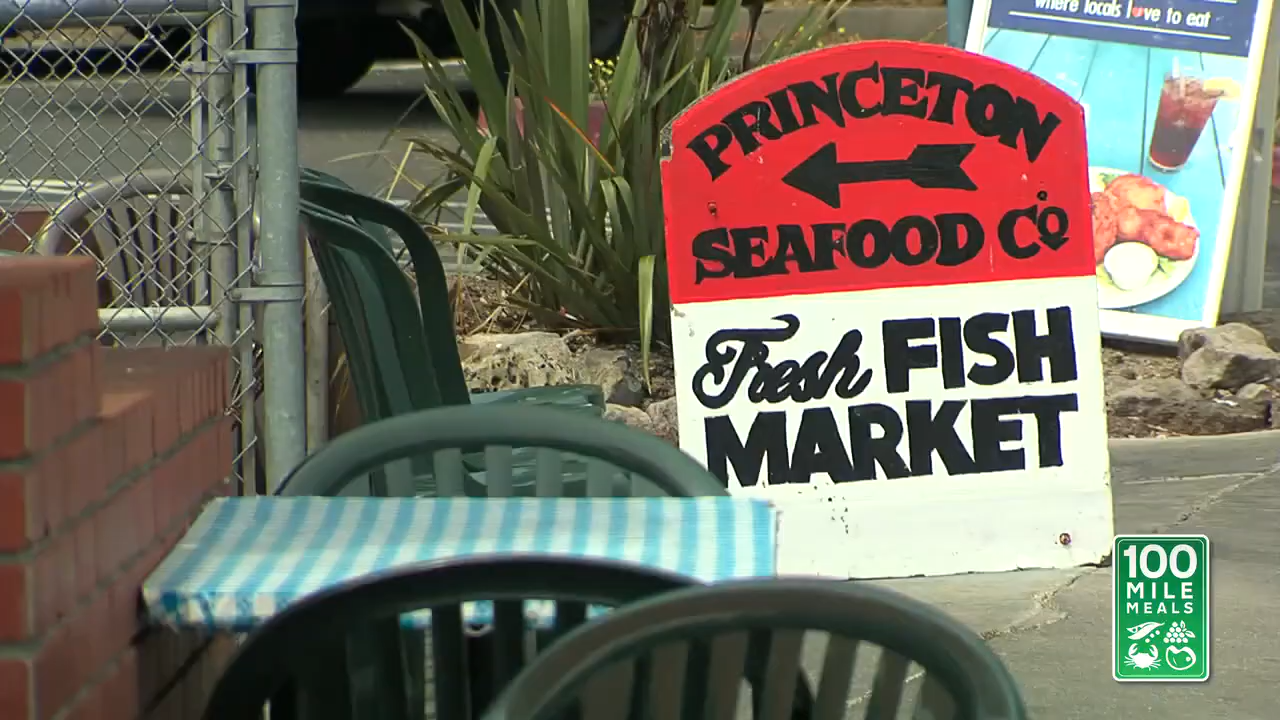 where locals love to eat
PRINCETON
SEAFOOD CO
Fresh FISH
MARKET
100
MILE
MEALS